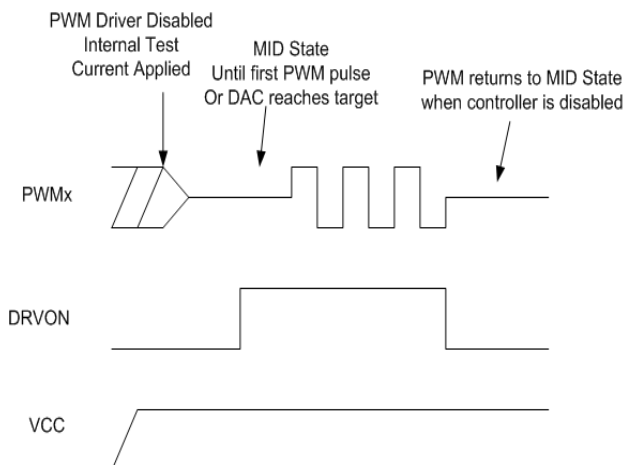 PWM Driver Disabled
Internal Test
Current Applied
MID State
Until first PWM pulse
Or DAC reaches target
PWM returns to MID State
when controller is disabled
PWMx
DRVON
VCC